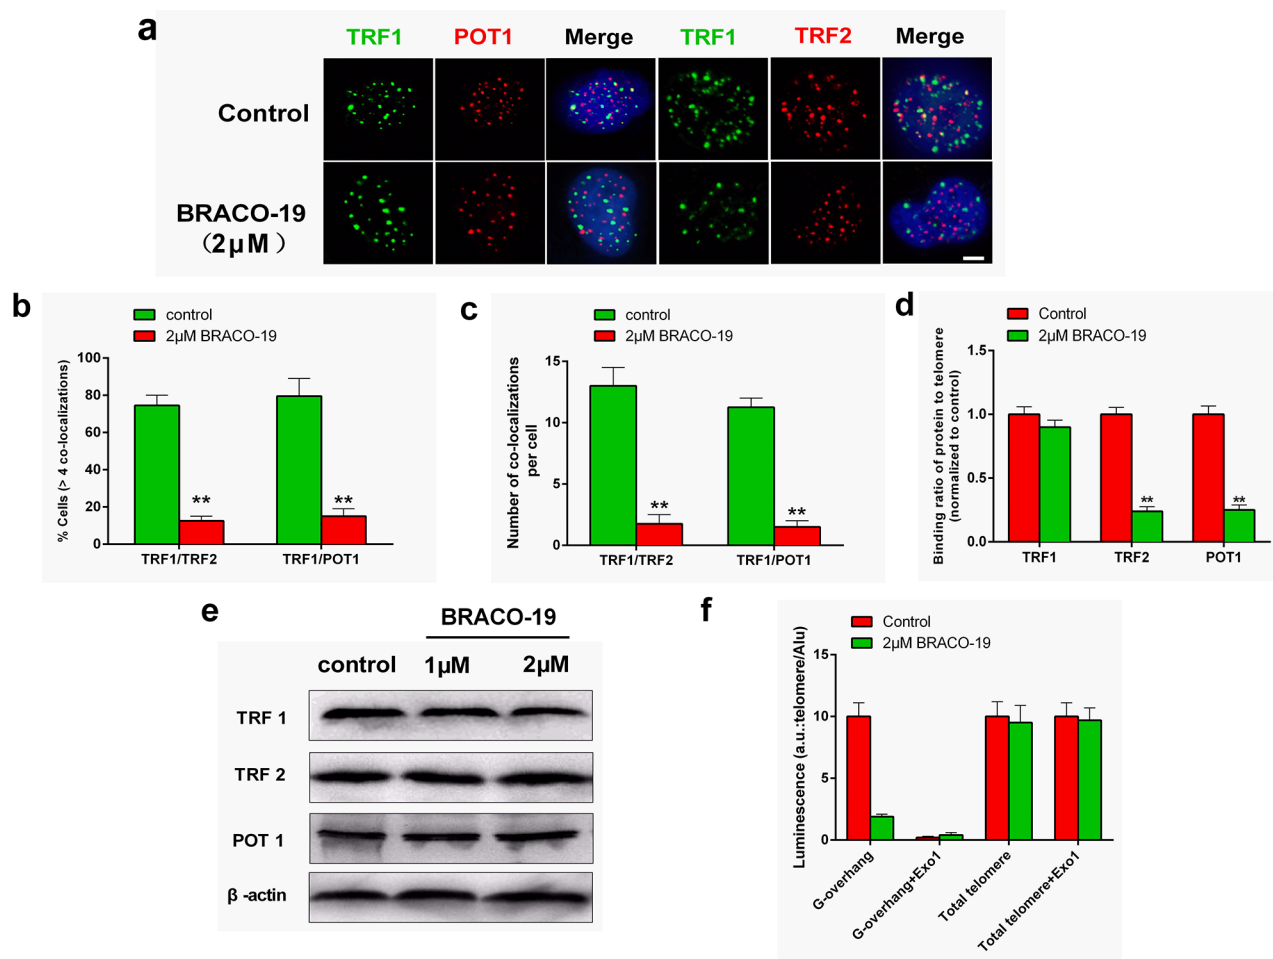 a
TRF1 POT1 Merge TRF1 TRF2 Merge
Control
BRACO-19
（2μM）
b
control
2μM BRACO-19
% Cells (> 4 co-localizations)
100
80
60
40
20
0
**
**
TRF1/TRF2 TRF1/POT1
c
control
2μM BRACO-19
Number of co-localizations
per cell
15
10
5
0
**
**
TRF1/TRF2 TRF1/POT1
d
Control
2μM BRACO-19
Binding ratio of protein to telomere
(normalized to control)
1.5
1.0
0.5
0.0
**
**
TRF1 TRF2 POT1
e
BRACO-19
control 1μM 2μM
TRF 1
TRF 2
POT 1
β -actin
f
Control
2μM BRACO-19
Luminescence (a.u.:telomere/Alu)
15
10
5
0
G-overhang
G-overhang+Exo1
Total telomere
Total telomere+Exo1